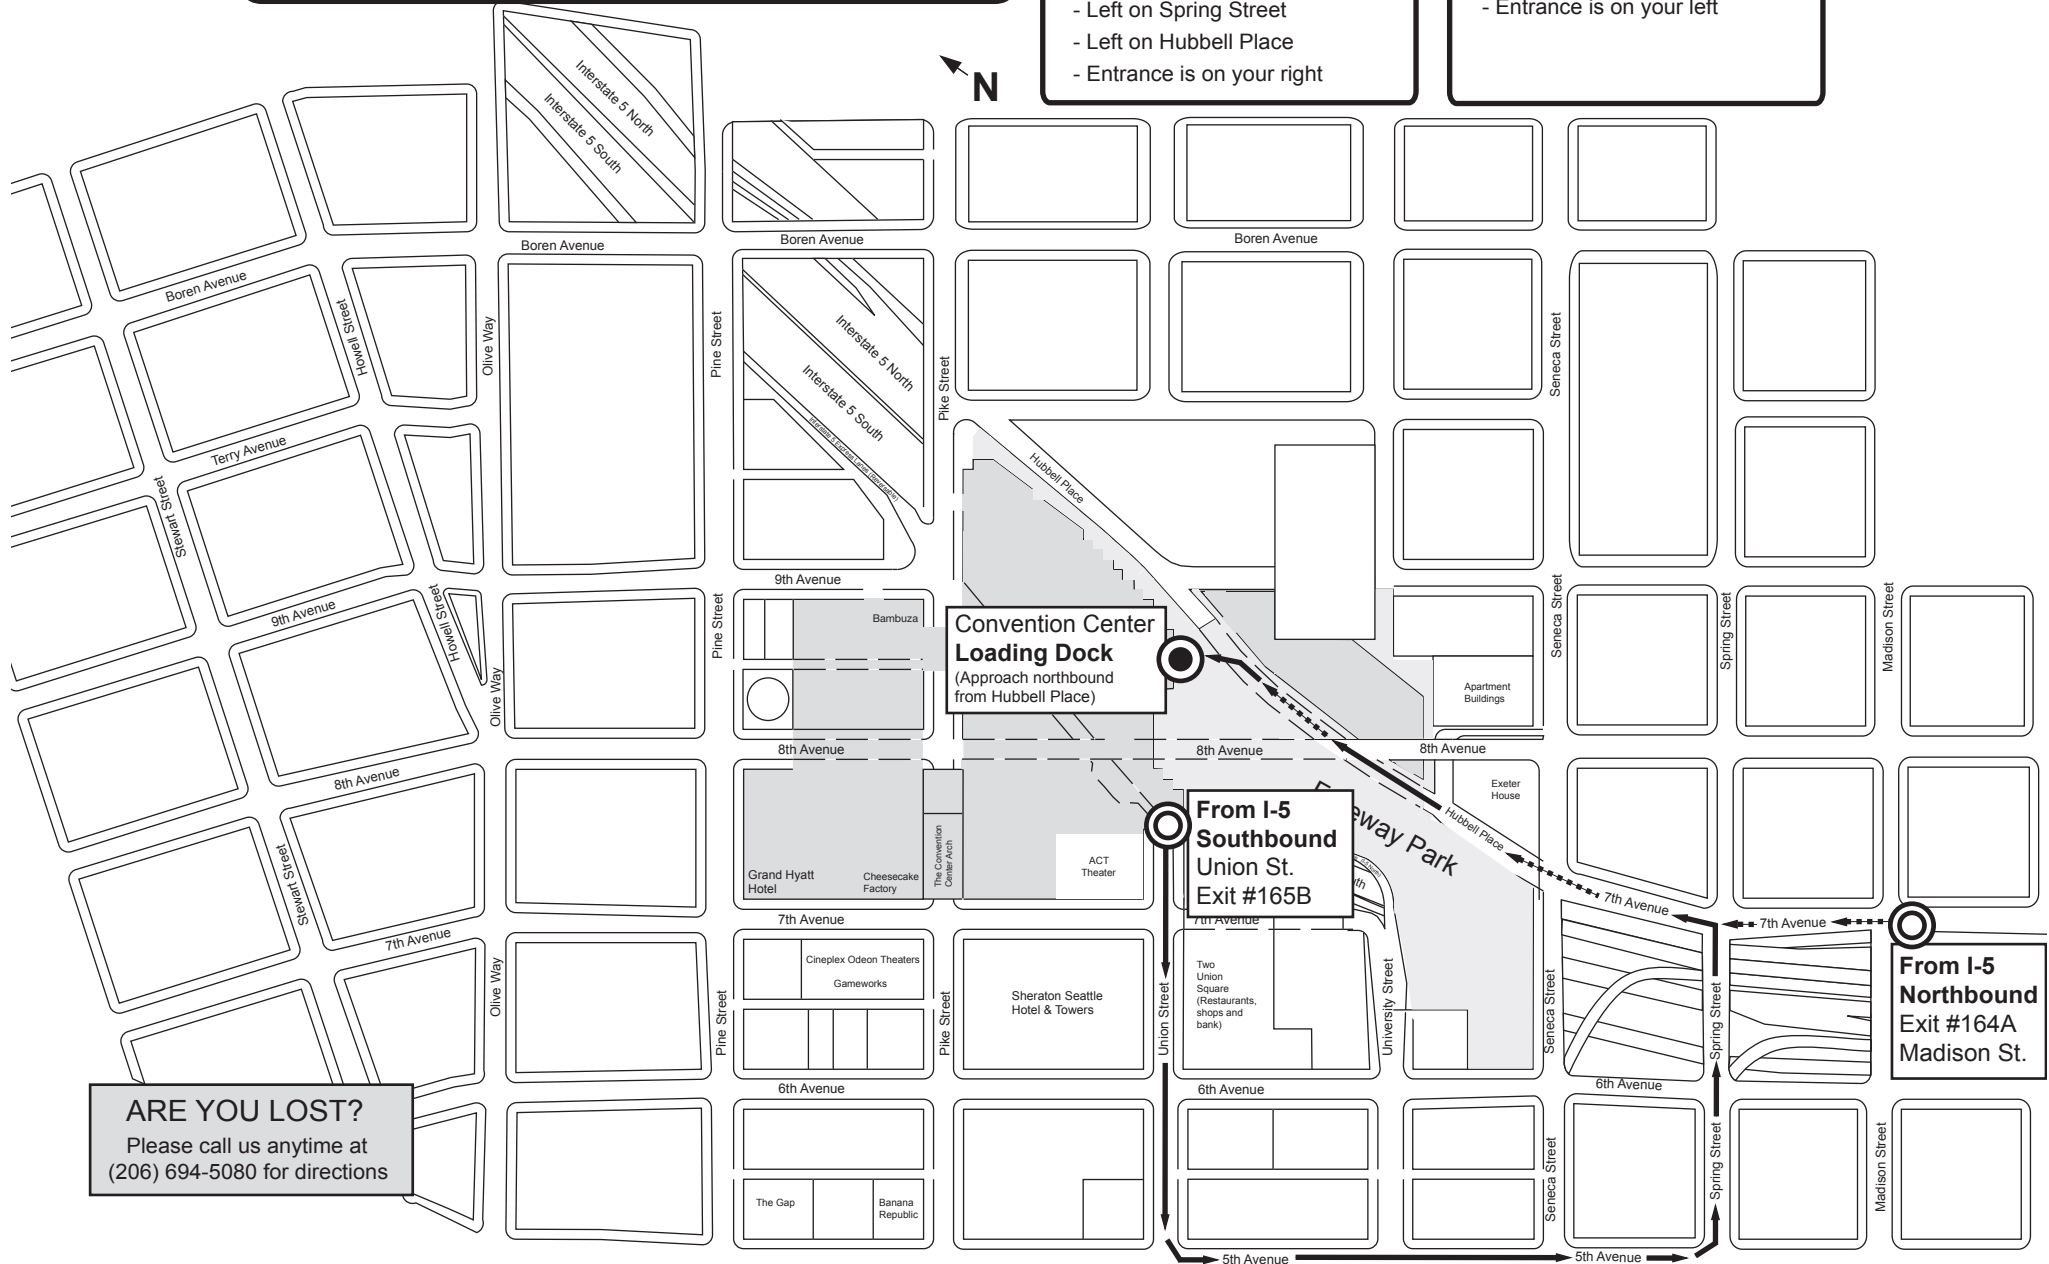 - Left on Spring Street
- Left on Hubbell Place
- Entrance is on your right
- Entrance is on your left
N
Interstate 5 North
Interstate 5 South
Boren Avenue
Boren Avenue
Boren Avenue
Boren Avenue
Howell Street
Olive Way
Pine Street
Interstate 5 North
Interstate 5 South
Interstate 5 Express Lanes (Reversible)
Pike Street
Seneca Street
Terry Avenue
Stewart Street
Hubbell Place
9th Avenue
9th Avenue
Howell Street
Olive Way
Pine Street
Bambuza
Convention Center
Loading Dock
(Approach northbound
from Hubbell Place)
Seneca Street
Spring Street
Madison Street
Apartment
Buildings
8th Avenue
8th Avenue
8th Avenue
8th Avenue
Exeter
House
From I-5
Southbound
Union St.
Exit #165B
eway Park
Hubbell Place
Stewart Street
Grand Hyatt
Hotel
Cheesecake
Factory
The Convention
Center Arch
ACT
Theater
7th Avenue
7th Avenue
7th Avenue
7th Avenue
7th Avenue
From I-5
Northbound
Exit #164A
Madison St.
Olive Way
Pine Street
Cineplex Odeon Theaters
Gameworks
Pike Street
Sheraton Seattle
Hotel & Towers
Union Street
Two
Union
Square
(Restaurants,
shops and
bank)
University Street
Seneca Street
Spring Street
6th Avenue
6th Avenue
6th Avenue
ARE YOU LOST?
Please call us anytime at
(206) 694-5080 for directions
The Gap
Banana
Republic
Seneca Street
Spring Street
Madison Street
5th Avenue
5th Avenue